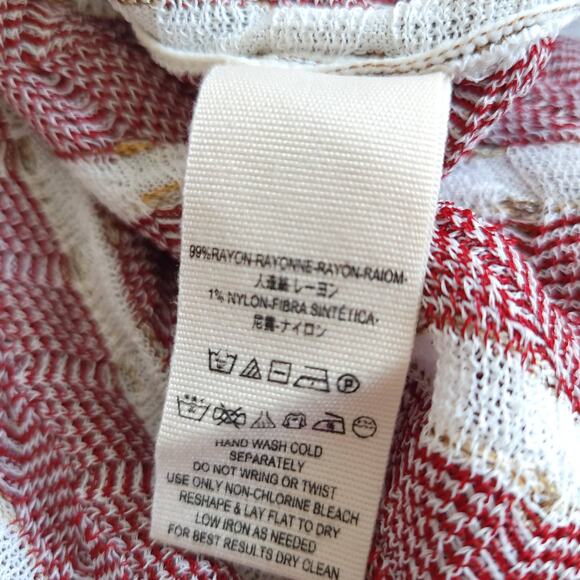 99%RAYON-RAYONNE-RAYON-RAIOM-
人造絲 レーヨン
1% NYLON-FIBRA SINTÉTICA-
尼龍-ナイロン
P
HAND WASH COLD
SEPARATELY
DO NOT WRING OR TWIST
USE ONLY NON-CHLORINE BLEACH
RESHAPE & LAY FLAT TO DRY
LOW IRON AS NEEDED
FOR BEST RESULTS DRY CLEAN